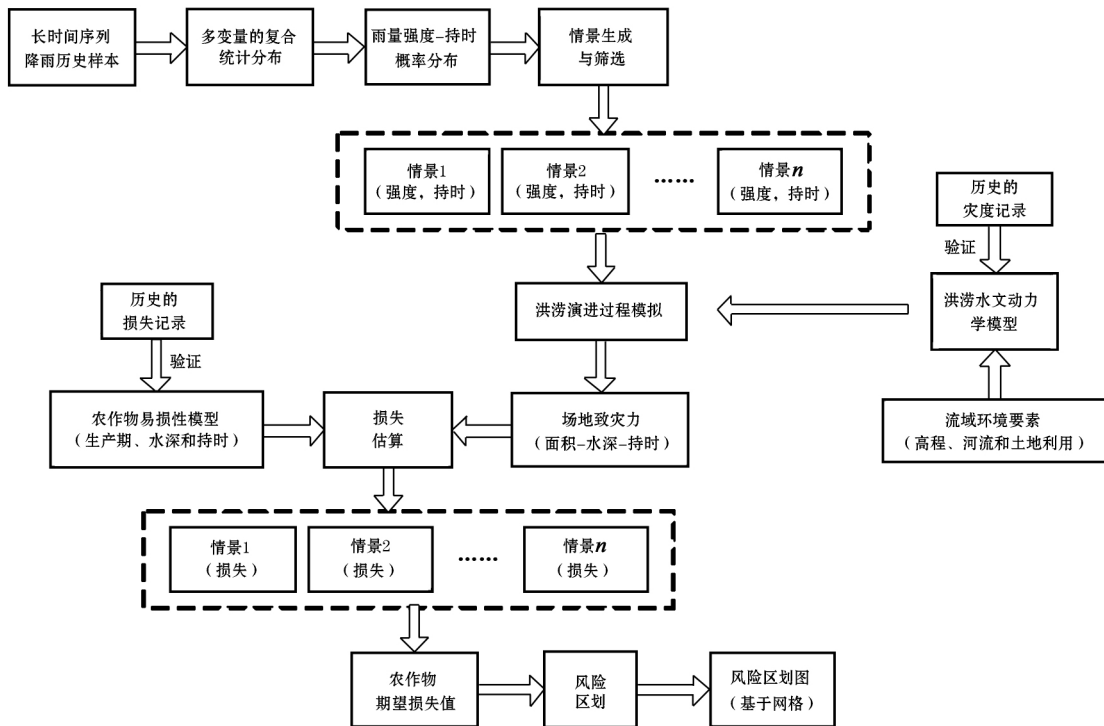 长时间序列
降雨历史样本
多变量的复合
统计分布
雨量强度-持时
概率分布
情景生成
与筛选
情景1
(强度，持时)
情景2
(强度，持时)
……
情景n
(强度，持时)
历史的
灾度记录
验证
洪涝水文动力
学模型
洪涝演进过程模拟
历史的
损失记录
验证
农作物易损性模型
(生产期、水深和持时)
损失
估算
场地致灾力
(面积-水深-持时)
流域环境要素
(高程、河流和土地利用)
情景1
(损失)
情景2
(损失)
……
情景n
(损失)
农作物
期望损失值
风险
区划
风险区划图
(基于网格)